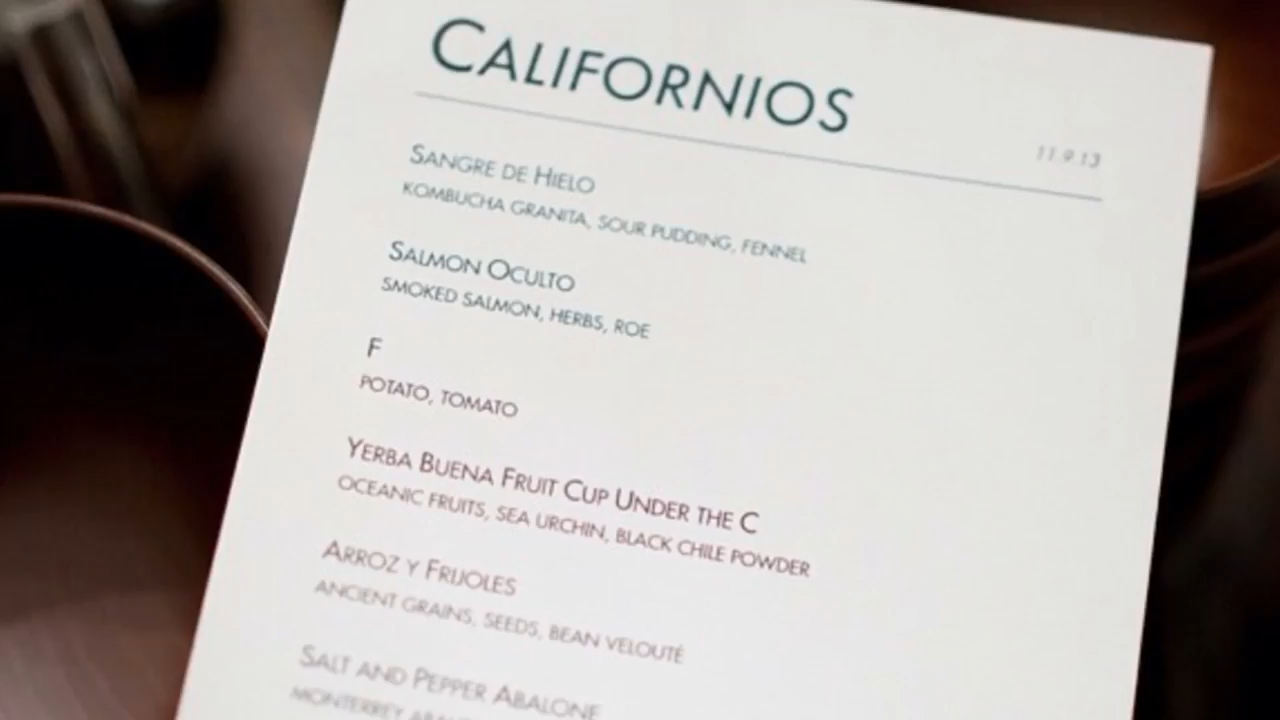 CALIFORNIOS
11.9.13
SANGRE DE HIELO
KOMBUCHA GRANITA, SOUR PUDDING, FENNEL
SALMON OCULTO
SMOKED SALMON, HERBS, ROE
F
POTATO, TOMATO
YERBA BUENA FRUIT CUP UNDER THE C
OCEANIC FRUITS, SEA URCHIN, BLACK CHILE POWDER
ARROZ Y FRIJOLES
ANCIENT GRAINS, SEEDS, BEAN VELOUTÉ
SALT AND PEPPER ABALONE
MONTERREY